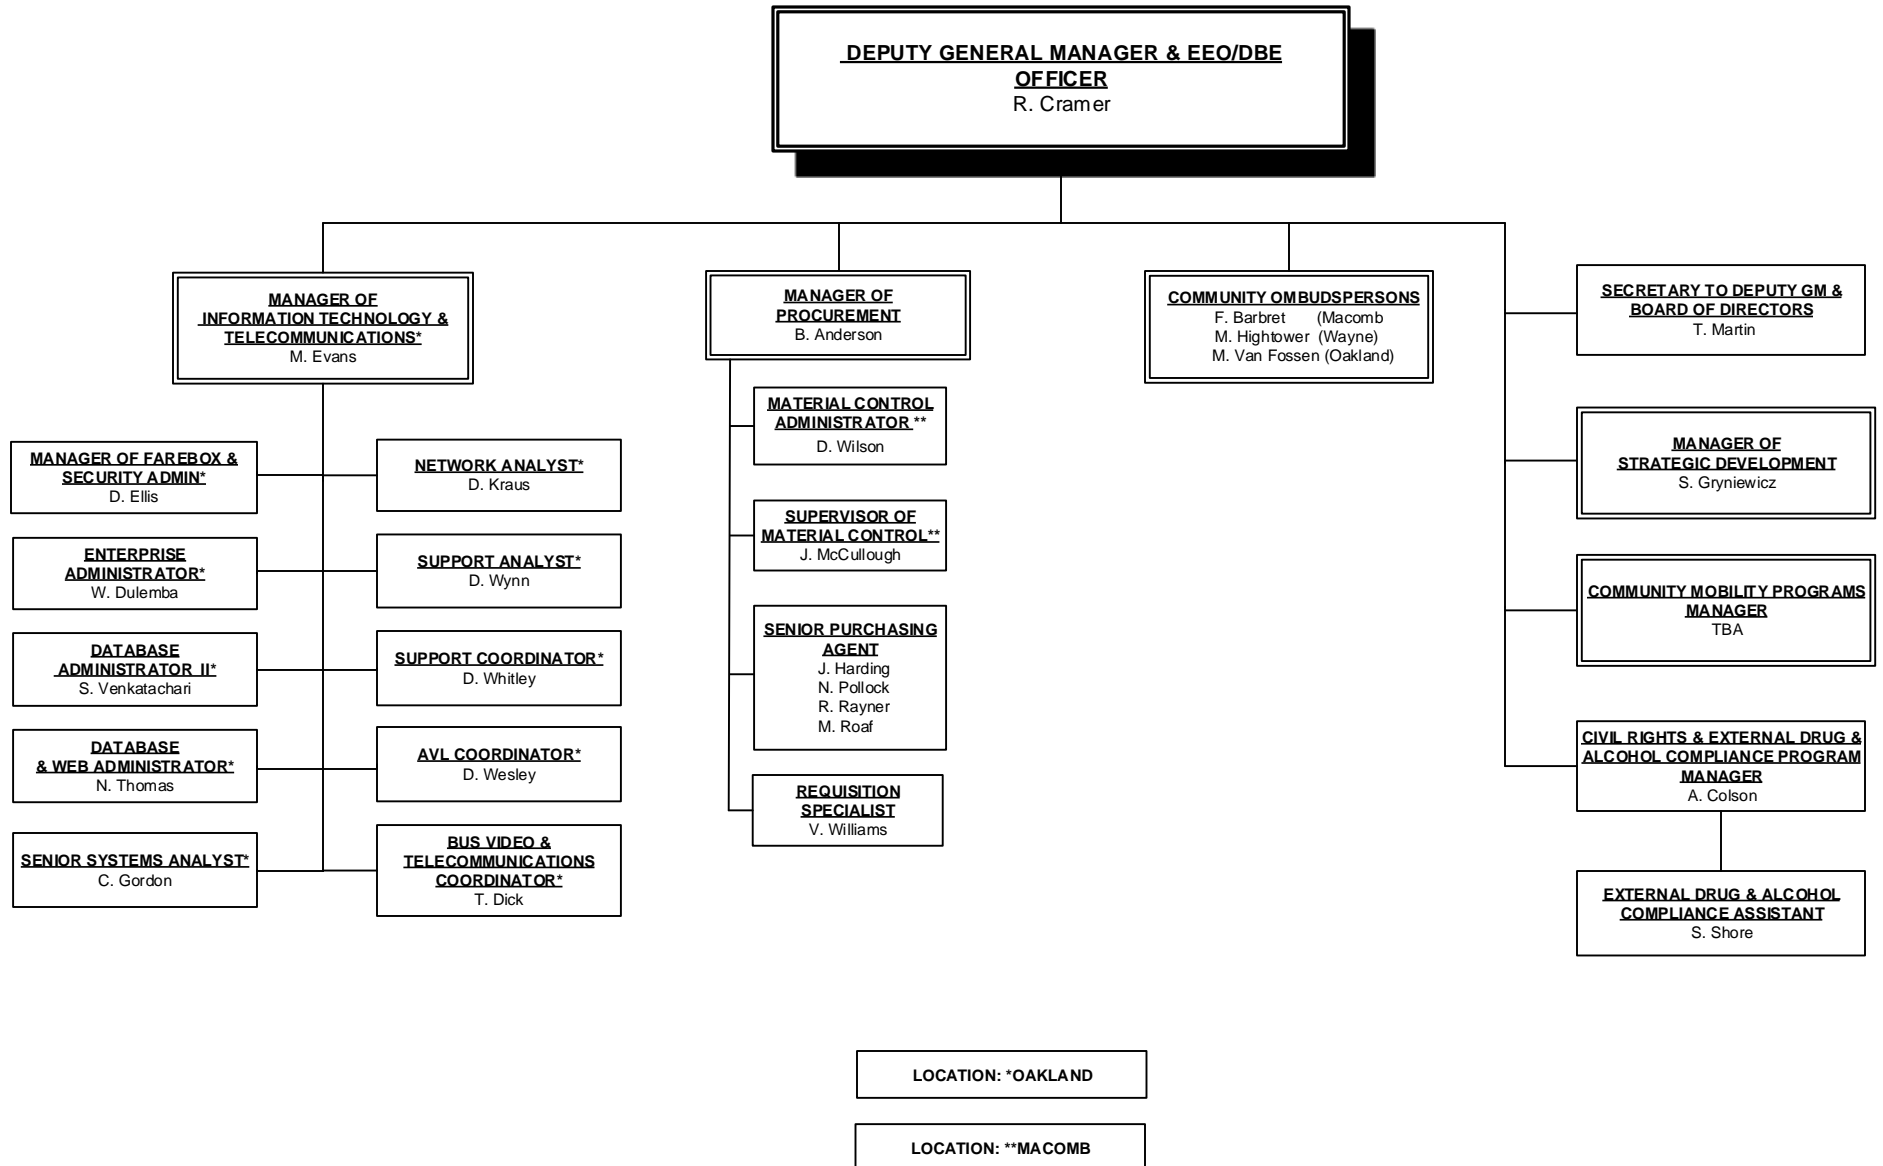 DEPUTY GENERAL MANAGER & EEO/DBE
OFFICER
R. Cramer
MANAGER OF
INFORMATION TECHNOLOGY &
TELECOMMUNICATIONS*
M. Evans
MANAGER OF FAREBOX &
SECURITY ADMIN*
D. Ellis
ENTERPRISE
ADMINISTRATOR*
W. Dulemba
DATABASE
ADMINISTRATOR II*
S. Venkatachari
DATABASE
& WEB ADMINISTRATOR*
N. Thomas
SENIOR SYSTEMS ANALYST*
C. Gordon
NETWORK ANALYST*
D. Kraus
SUPPORT ANALYST*
D. Wynn
SUPPORT COORDINATOR*
D. Whitley
AVL COORDINATOR*
D. Wesley
BUS VIDEO &
TELECOMMUNICATIONS
COORDINATOR*
T. Dick
MANAGER OF
PROCUREMENT
B. Anderson
MATERIAL CONTROL
ADMINISTRATOR **
D. Wilson
SUPERVISOR OF
MATERIAL CONTROL**
J. McCullough
SENIOR PURCHASING
AGENT
J. Harding
N. Pollock
R. Rayner
M. Roaf
REQUISITION
SPECIALIST
V. Williams
COMMUNITY OMBUDSPERSONS
F. Barbret (Macomb
M. Hightower (Wayne)
M. Van Fossen (Oakland)
SECRETARY TO DEPUTY GM &
BOARD OF DIRECTORS
T. Martin
MANAGER OF
STRATEGIC DEVELOPMENT
S. Gryniewicz
COMMUNITY MOBILITY PROGRAMS
MANAGER
TBA
CIVIL RIGHTS & EXTERNAL DRUG &
ALCOHOL COMPLIANCE PROGRAM
MANAGER
A. Colson
EXTERNAL DRUG & ALCOHOL
COMPLIANCE ASSISTANT
S. Shore
LOCATION: *OAKLAND
LOCATION: **MACOMB